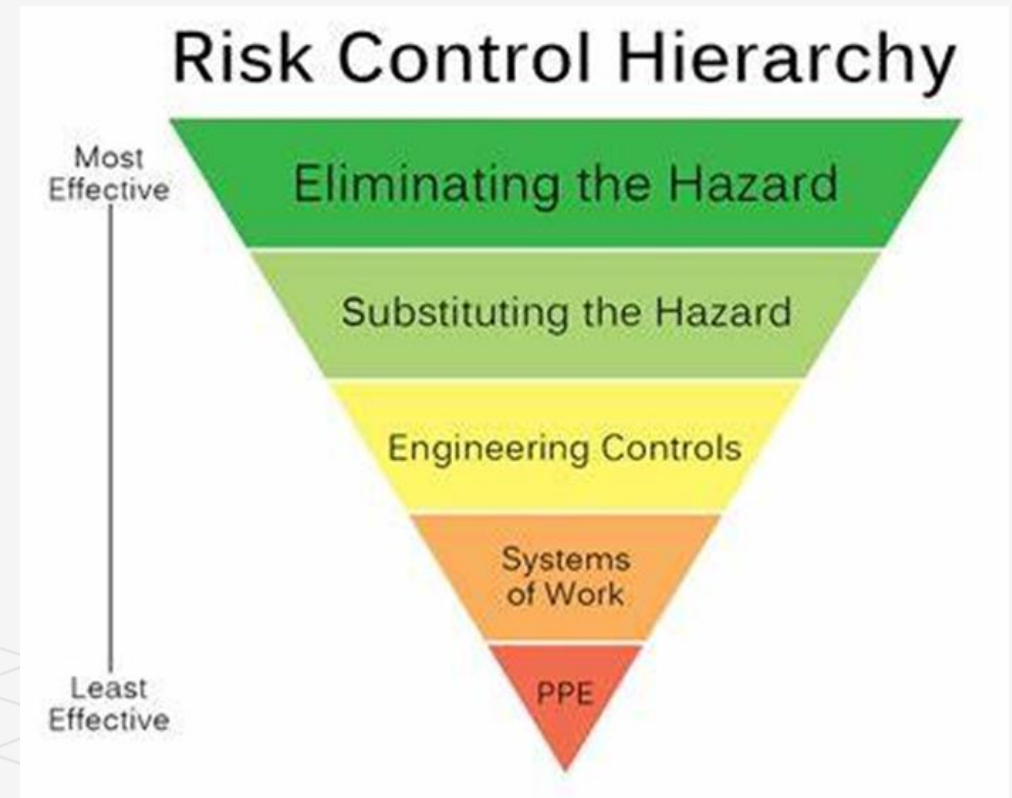 Risk Control Hierarchy
Most
Effective
Eliminating the Hazard
Substituting the Hazard
Engineering Controls
Systems
of Work
PPE
Least
Effective